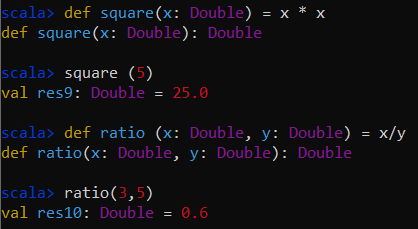 scala> def square(x: Double) = x * x
def square(x: Double): Double
scala> square (5)
val res9: Double = 25.0
scala> def ratio (x: Double, y: Double) = x/y
def ratio(x: Double, y: Double): Double
scala> ratio(3,5)
val res10: Double = 0.6